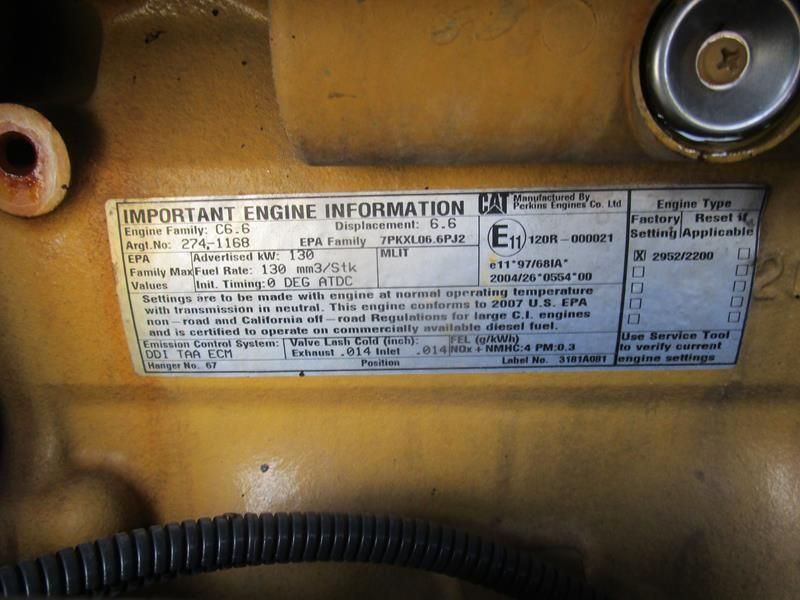 IMPORTANT ENGINE INFORMATION
CAT Manufactured By Perkins Engines Co. Ltd
Engine Family: C6.6 Displacement: 6.6
Argt.No: 274-1168 EPA Family 7PKXL06.6PJ2
EPA Family Max Values
Advertised kW: 130
Fuel Rate: 130 mm3/Stk
Init. Timing: 0 DEG ATDC
MLIT
E11 120R-000021
e11*97/68IA*
2004/26*0554*00
Settings are to be made with engine at normal operating temperature
with transmission in neutral. This engine conforms to 2007 U.S. EPA
non-road and California off-road Regulations for large C.I. engines
and is certified to operate on commercially available diesel fuel.
Emission Control System:
DDI TAA ECM
Valve Lash Cold (inch):
Exhaust .014 Inlet .014
FEL (g/kWh)
NOx + NMHC:4 PM:0.3
Hanger No. 67 Position Label No. 3181A081
Engine Type
Factory Setting
Reset if Applicable
X 2952/2200
Use Service Tool
to verify current
engine settings